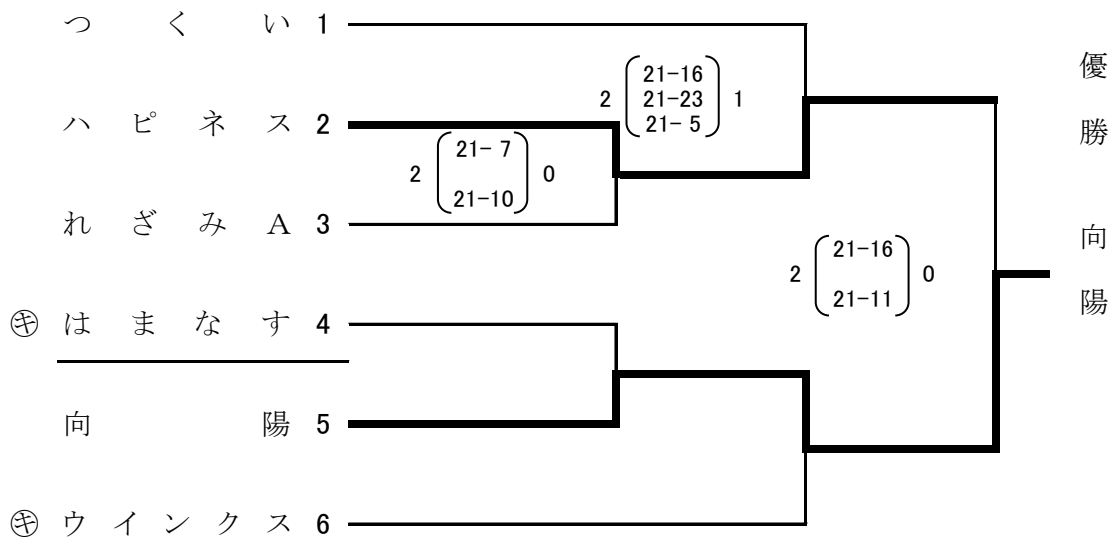 つくい 1
2 21-16 21-23 21- 5 1
ハピネス 2
2 21- 7 21-10 0
れざみA 3
2 21-16 21-11 0
㋖ はまなす 4
向陽 5
㋖ ウインクス 6
優勝 向陽